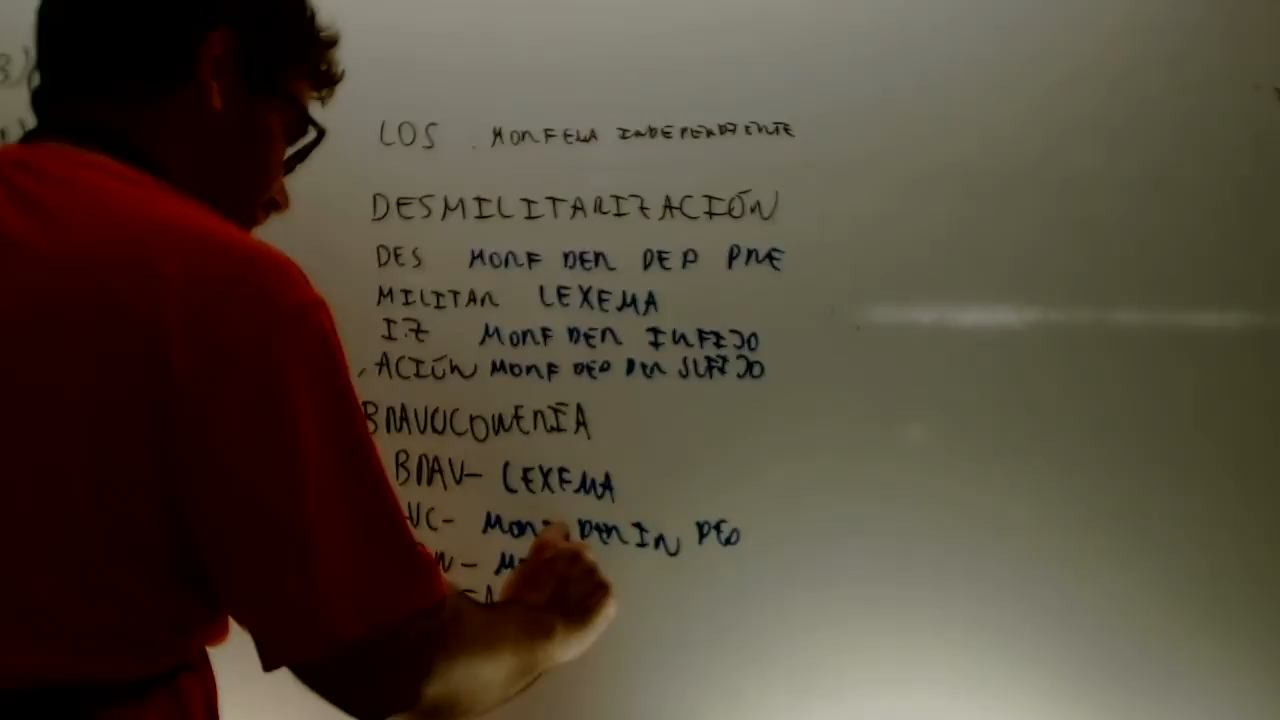 LOS . MORFEMA INDEPENDIENTE
DESMILITARIZACIÓN
DES MORF DER DEP PRE
MILITAR LEXEMA
IZ MORF DER INFIJO
ACIÓN MORF DEP DER SUFIJO
BRAVUCONERÍA
BRAV- LEXEMA
UC- MORF DER IN DEP